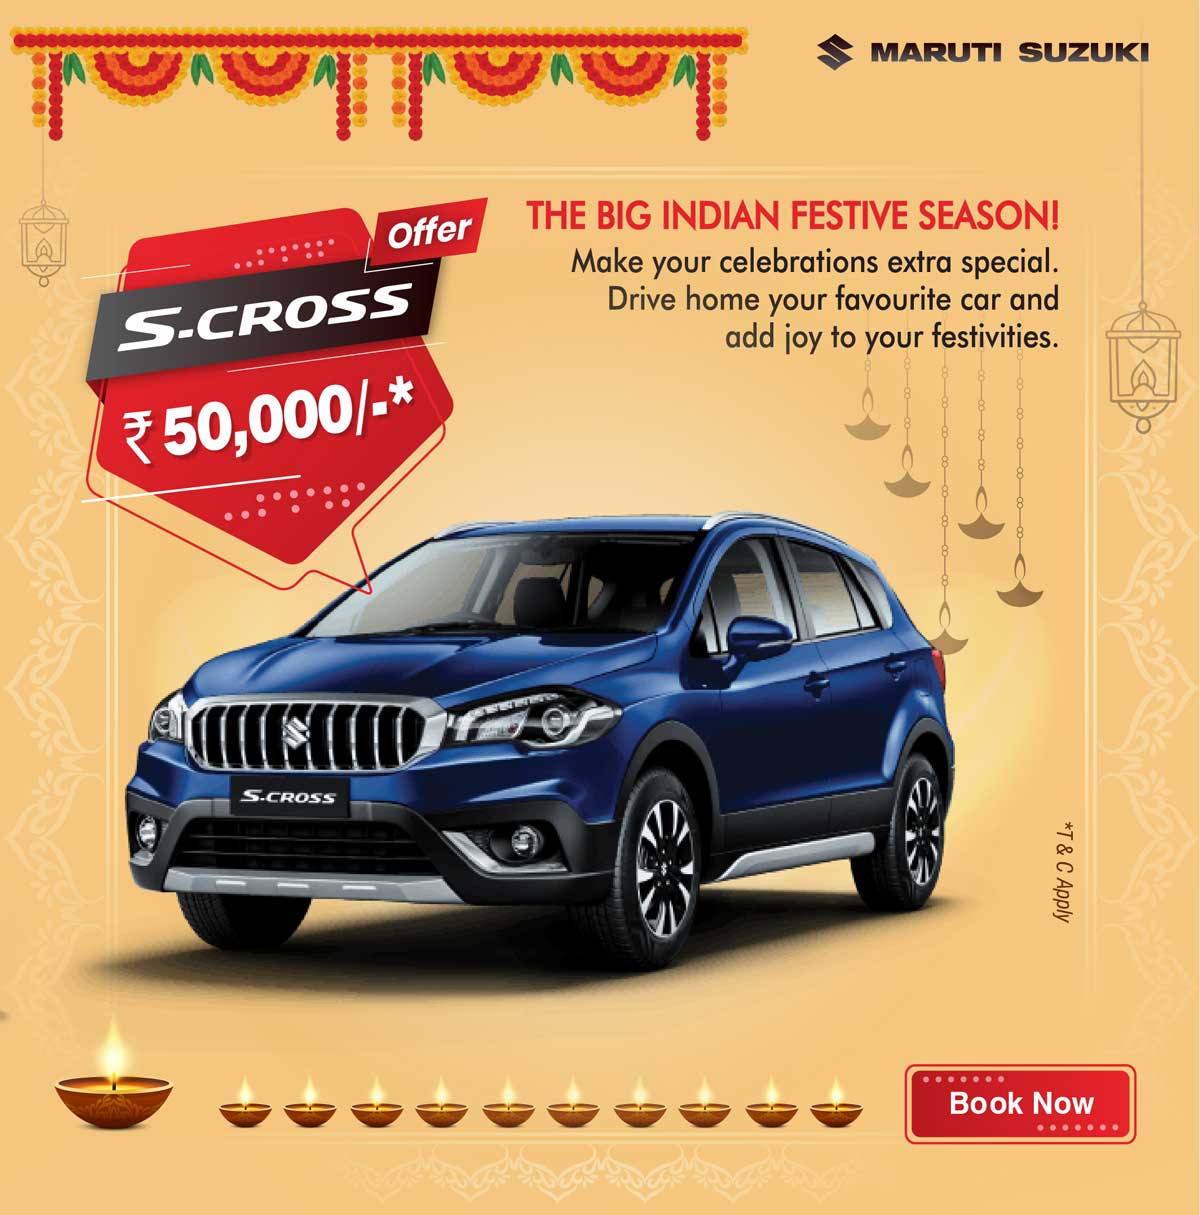 MARUTI SUZUKI
Offer
S-CROSS
₹ 50,000/-*
THE BIG INDIAN FESTIVE SEASON!
Make your celebrations extra special.
Drive home your favourite car and
add joy to your festivities.
S-CROSS
*T & C Apply
Book Now